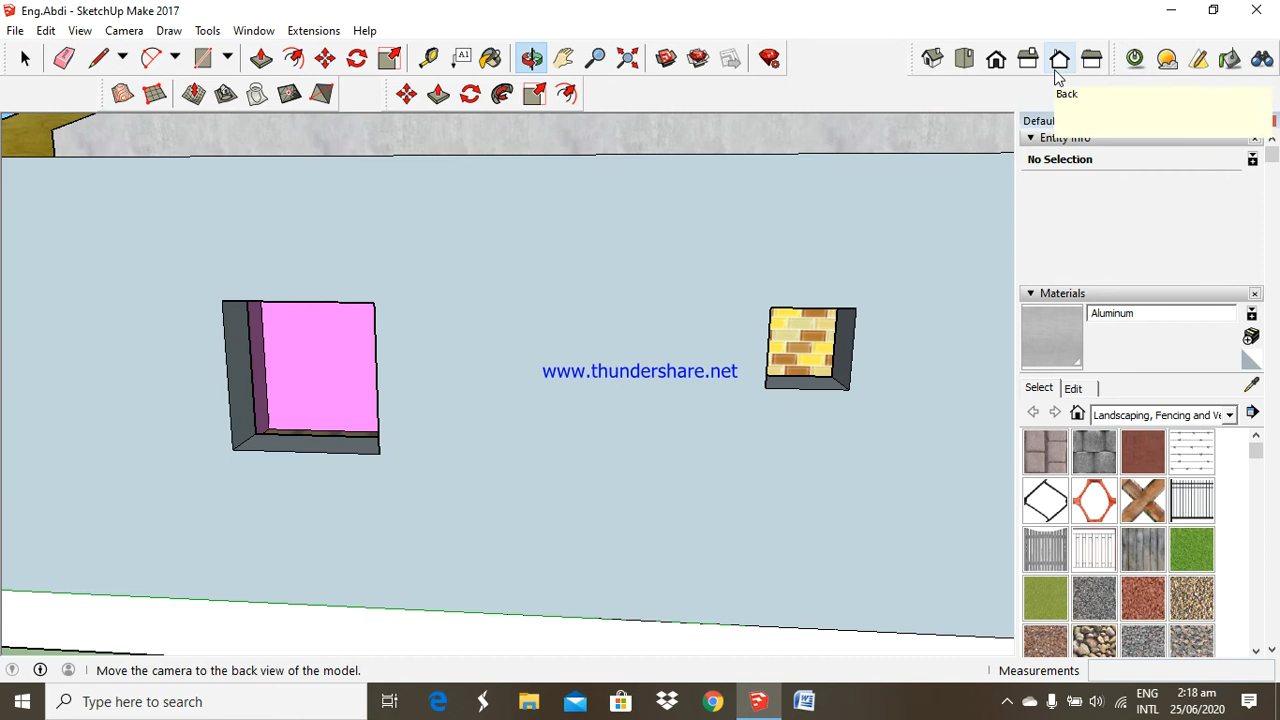 Eng.Abdi - SketchUp Make 2017
File Edit View Camera Draw Tools Window Extensions Help
A1
Back
Defau
Entity Info
No Selection
Materials
Aluminum
Select Edit
Landscaping, Fencing and Ve
www.thundershare.net
Move the camera to the back view of the model.
Measurements
Type here to search
ENG
INTL
2:18 am
25/06/2020